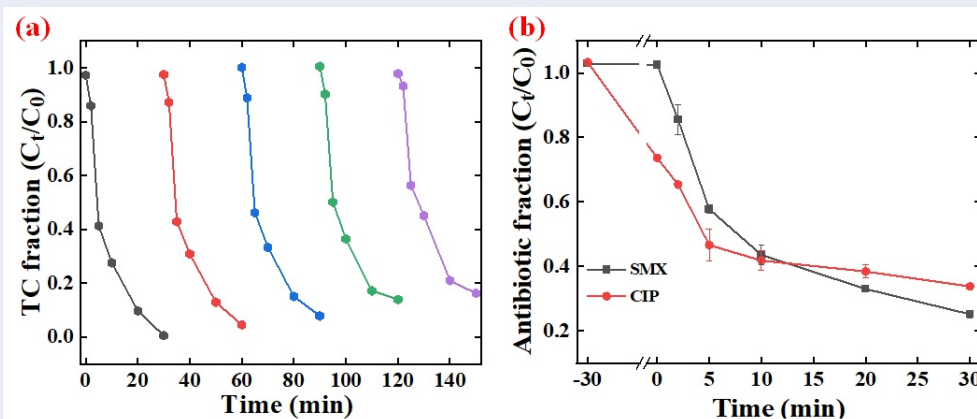 (a)
TC fraction (Ct/C0)
1.0
0.8
0.6
0.4
0.2
0.0
0 20 40 60 80 100 120 140
Time (min)
(b)
Antibiotic fraction (Ct/C0)
1.0
0.8
0.6
0.4
0.2
SMX
CIP
-30 0 5 10 15 20 25 30
Time (min)